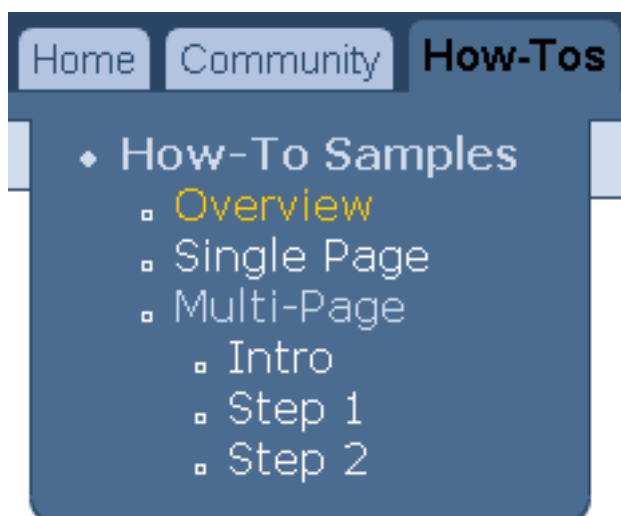 Home Community How-Tos
How-To Samples
Overview
Single Page
Multi-Page
Intro
Step 1
Step 2